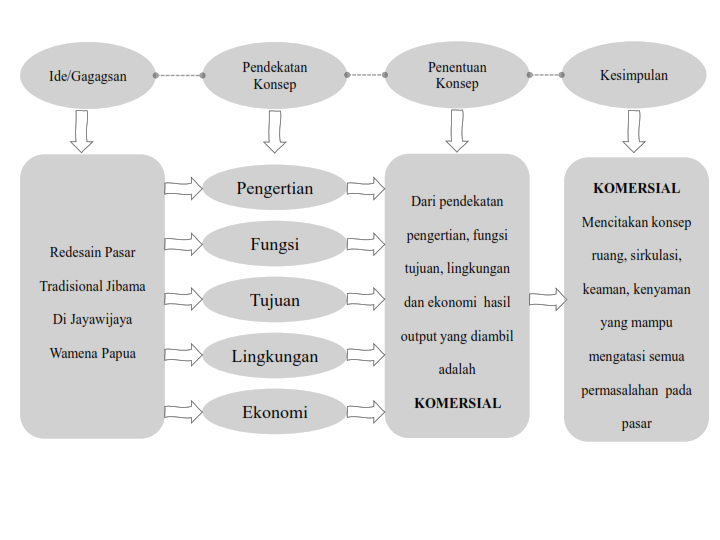 Ide/Gagagsan
Pendekatan
Konsep
Penentuan
Konsep
Kesimpulan
Redesain Pasar
Tradisional Jibama
Di Jayawijaya
Wamena Papua
Pengertian
Fungsi
Tujuan
Lingkungan
Ekonomi
Dari pendekatan
pengertian, fungsi
tujuan, lingkungan
dan ekonomi hasil
output yang diambil
adalah
KOMERSIAL
KOMERSIAL
Mencitakan konsep
ruang, sirkulasi,
keaman, kenyaman
yang mampu
mengatasi semua
permasalahan pada
pasar